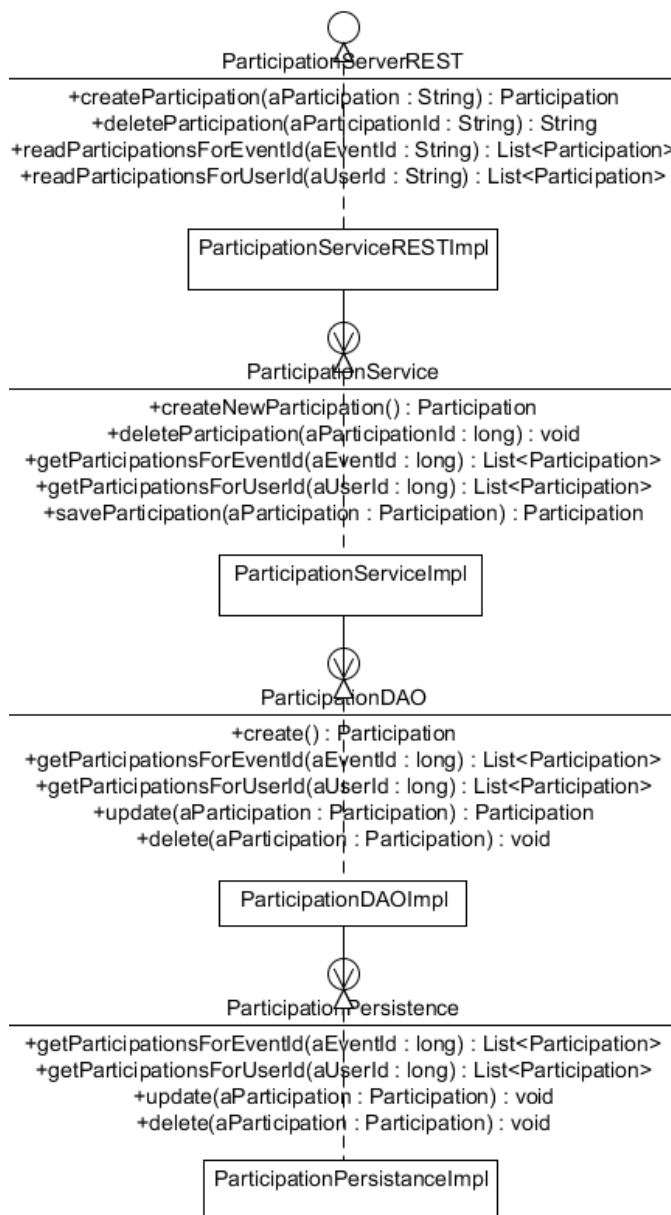 ParticipationServerREST
+createParticipation(aParticipation : String) : Participation
+deleteParticipation(aParticipationId : String) : String
+readParticipationsForEventId(aEventId : String) : List<Participation>
+readParticipationsForUserId(aUserId : String) : List<Participation>
ParticipationServiceRESTImpl
ParticipationService
+createNewParticipation() : Participation
+deleteParticipation(aParticipationId : long) : void
+getParticipationsForEventId(aEventId : long) : List<Participation>
+getParticipationsForUserId(aUserId : long) : List<Participation>
+saveParticipation(aParticipation : Participation) : Participation
ParticipationServiceImpl
ParticipationDAO
+create() : Participation
+getParticipationsForEventId(aEventId : long) : List<Participation>
+getParticipationsForUserId(aUserId : long) : List<Participation>
+update(aParticipation : Participation) : Participation
+delete(aParticipation : Participation) : void
ParticipationDAOImpl
ParticipationPersistence
+getParticipationsForEventId(aEventId : long) : List<Participation>
+getParticipationsForUserId(aUserId : long) : List<Participation>
+update(aParticipation : Participation) : void
+delete(aParticipation : Participation) : void
ParticipationPersistanceImpl